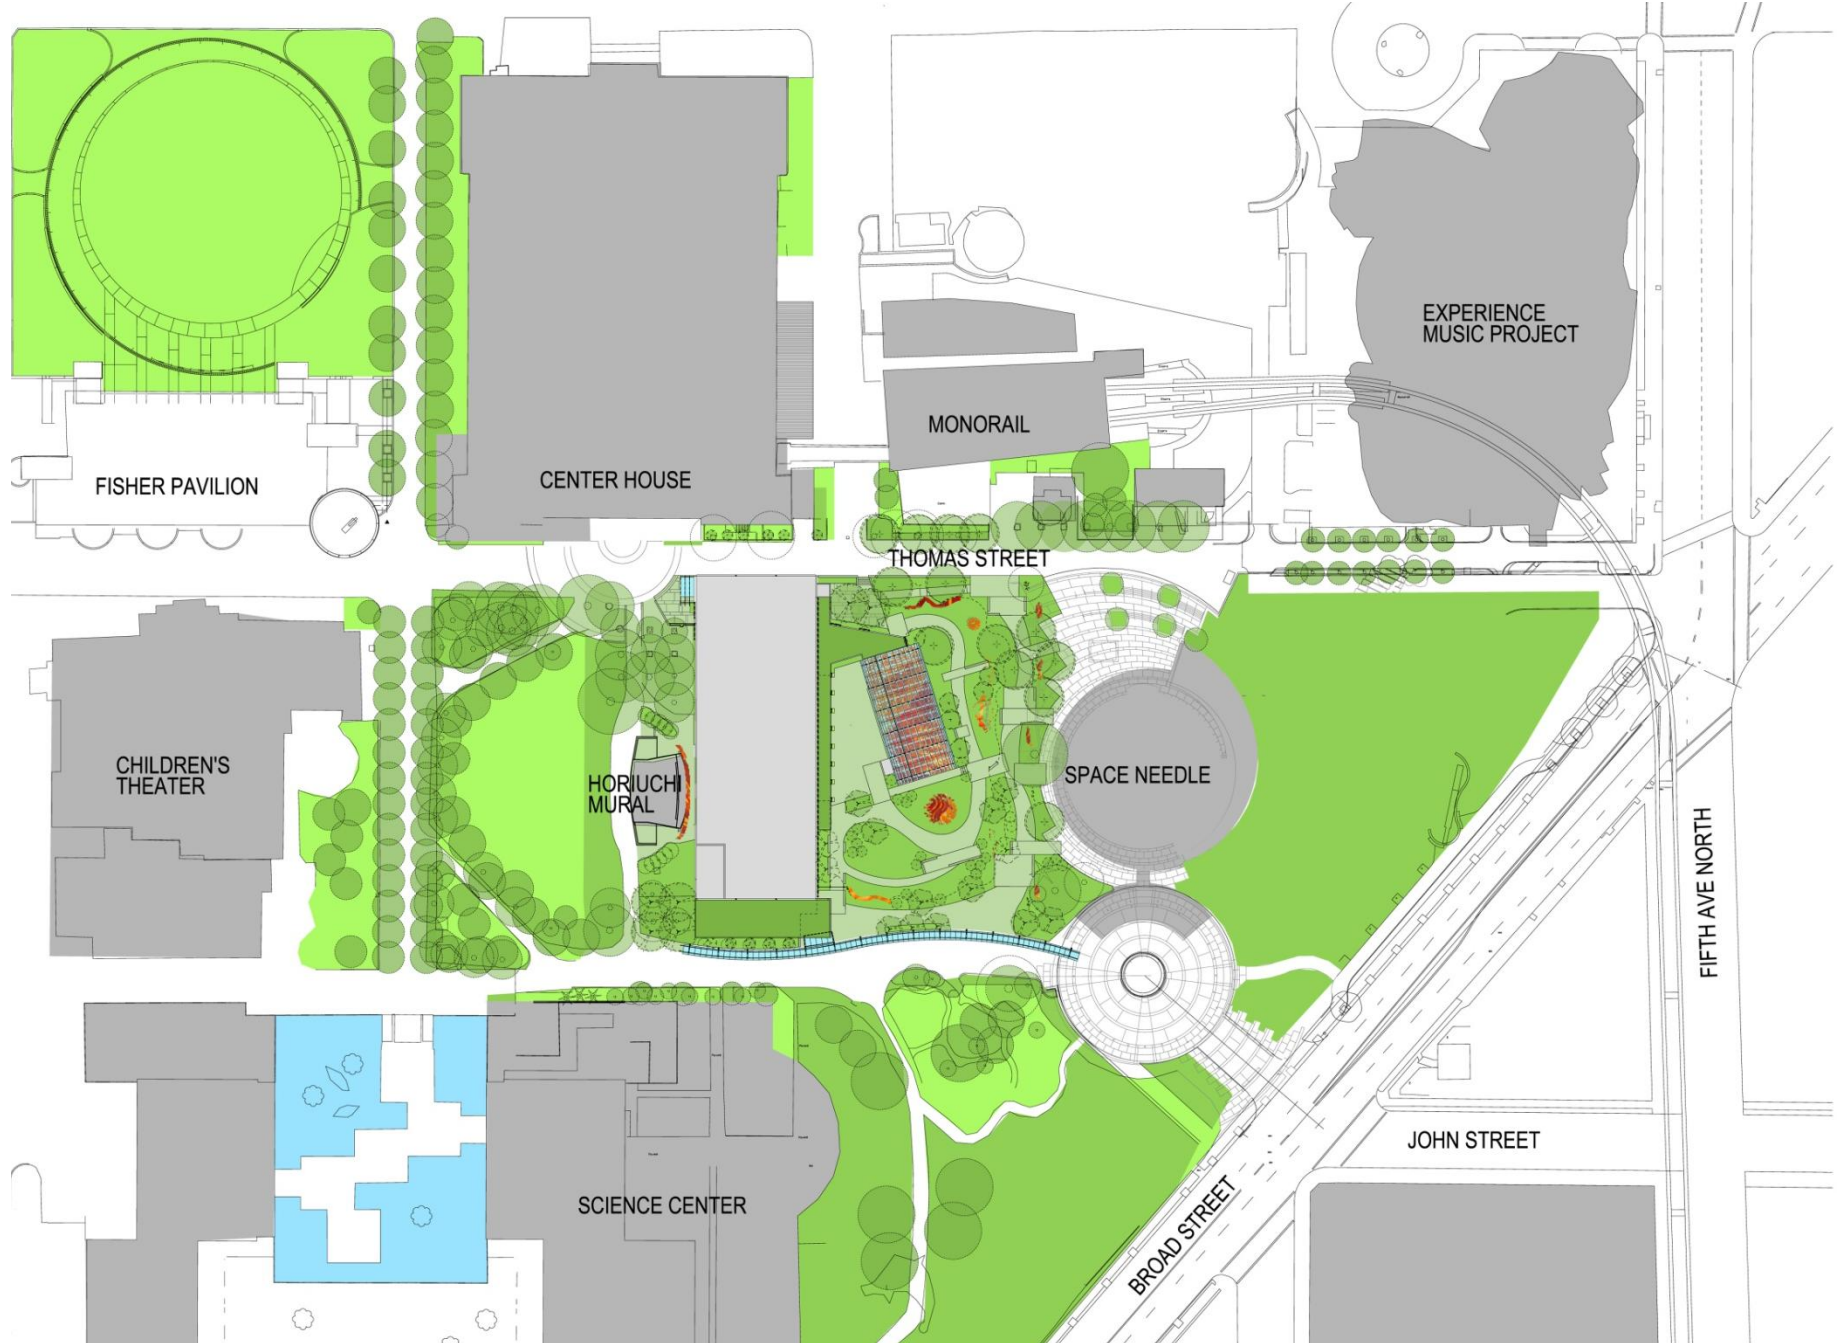 EXPERIENCE
MUSIC PROJECT
MONORAIL
CENTER HOUSE
FISHER PAVILION
THOMAS STREET
CHILDREN'S
THEATER
HORIUCHI
MURAL
SPACE NEEDLE
FIFTH AVE NORTH
JOHN STREET
SCIENCE CENTER
BROAD STREET